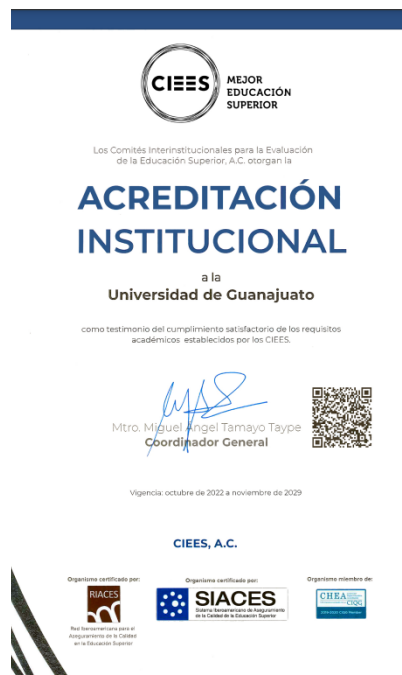 CIEES
MEJOR
EDUCACIÓN
SUPERIOR
Los Comités Interinstitucionales para la Evaluación
de la Educación Superior, A.C. otorgan la
ACREDITACIÓN
INSTITUCIONAL
a la
Universidad de Guanajuato
como testimonio del cumplimiento satisfactorio de los requisitos
académicos establecidos por los CIEES.
Mtro. Miguel Angel Tamayo Taype
Coordinador General
Vigencia: octubre de 2022 a noviembre de 2029
CIEES, A.C.
Organismo certificado por:
RIACES
Red Iberoamericana para el
Aseguramiento de la Calidad
en la Educación Superior
Organismo certificado por:
SIACES
Sistema Iberoamericano de Aseguramiento
de la Calidad de la Educación Superior
Organismo miembro de:
CHEA
CIQG